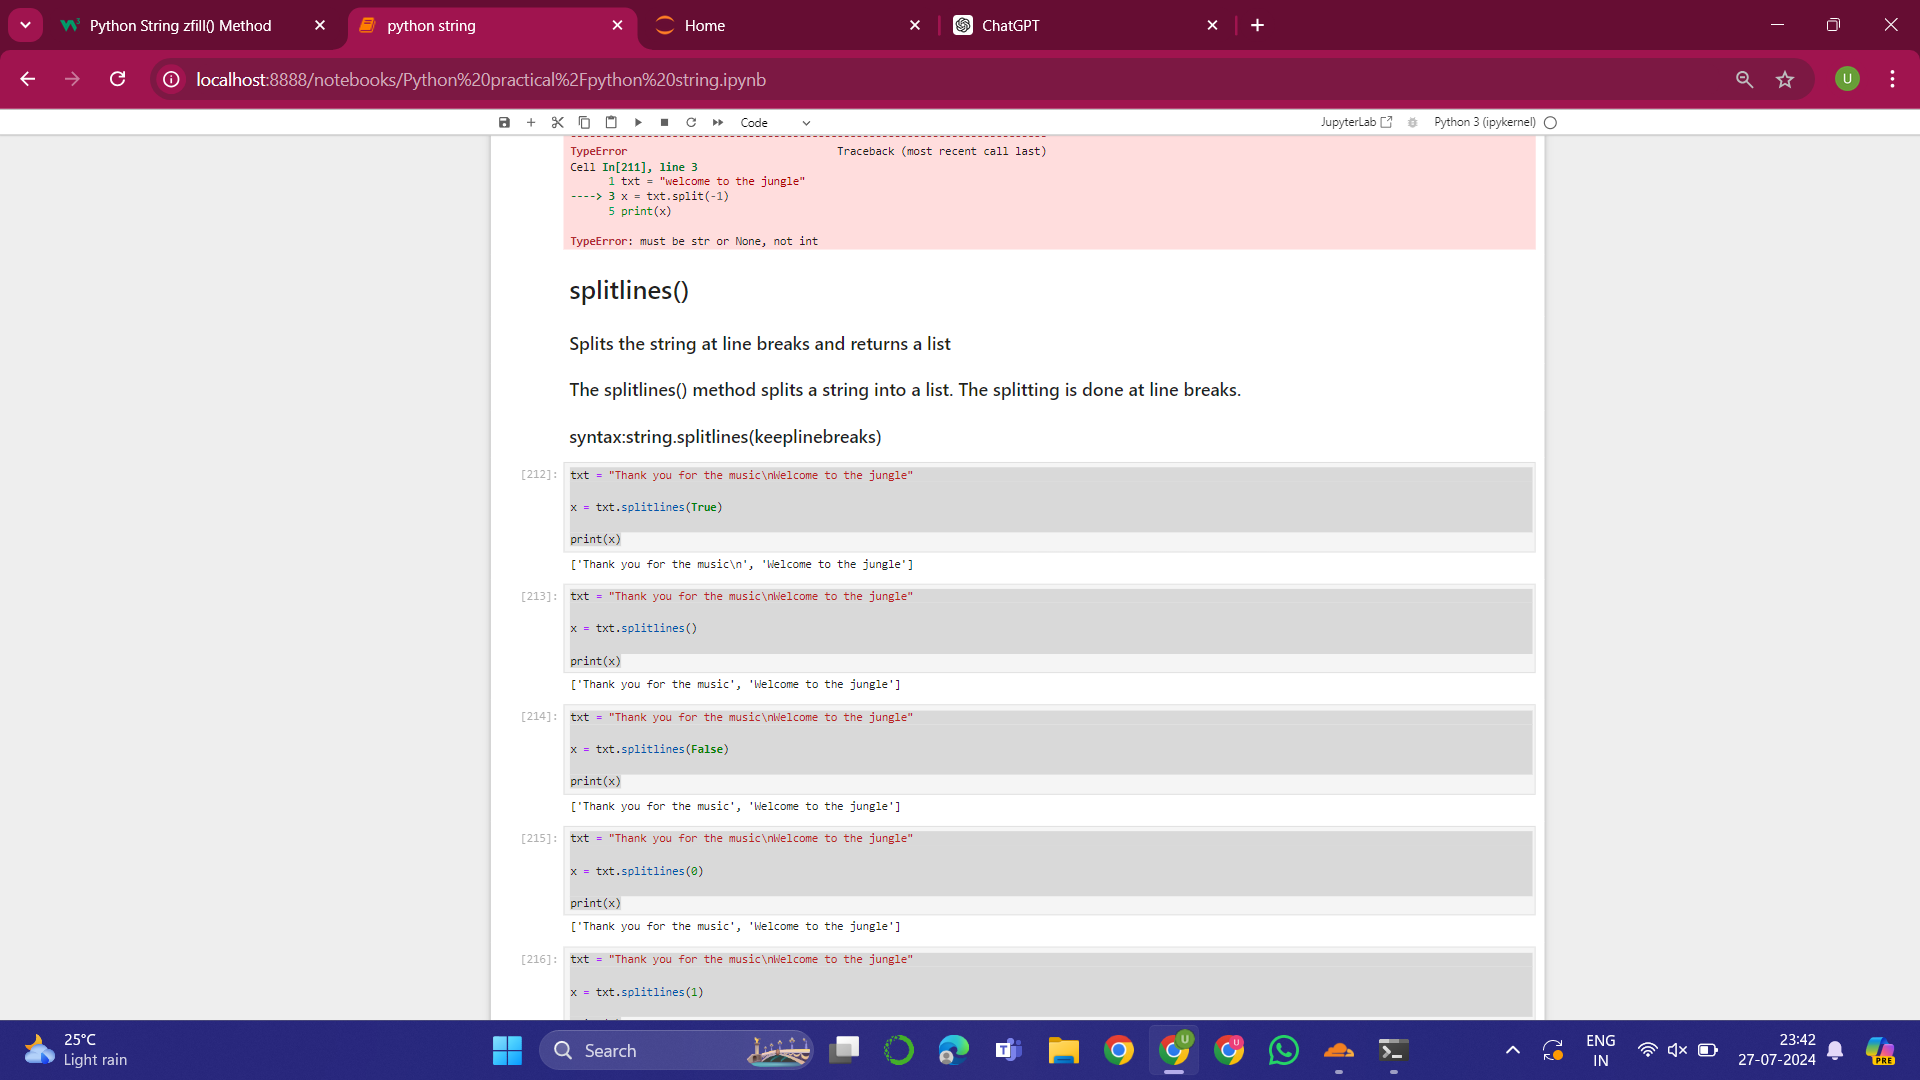 Python String zfill() Method
python string
Home
ChatGPT
localhost:8888/notebooks/Python%20practical%2Fpython%20string.ipynb
U
Code
JupyterLab
Python 3 (ipykernel)
TypeError Traceback (most recent call last)
Cell In[211], line 3
1 txt = "welcome to the jungle"
----> 3 x = txt.split(-1)
5 print(x)
TypeError: must be str or None, not int
splitlines()
Splits the string at line breaks and returns a list
The splitlines() method splits a string into a list. The splitting is done at line breaks.
syntax:string.splitlines(keeplinebreaks)
[212]: txt = "Thank you for the music\nWelcome to the jungle"
x = txt.splitlines(True)
print(x)
['Thank you for the music\n', 'Welcome to the jungle']
[213]: txt = "Thank you for the music\nWelcome to the jungle"
x = txt.splitlines()
print(x)
['Thank you for the music', 'Welcome to the jungle']
[214]: txt = "Thank you for the music\nWelcome to the jungle"
x = txt.splitlines(False)
print(x)
['Thank you for the music', 'Welcome to the jungle']
[215]: txt = "Thank you for the music\nWelcome to the jungle"
x = txt.splitlines(0)
print(x)
['Thank you for the music', 'Welcome to the jungle']
[216]: txt = "Thank you for the music\nWelcome to the jungle"
x = txt.splitlines(1)
25°C
Light rain
Search
ENG
IN
23:42
27-07-2024
PRE